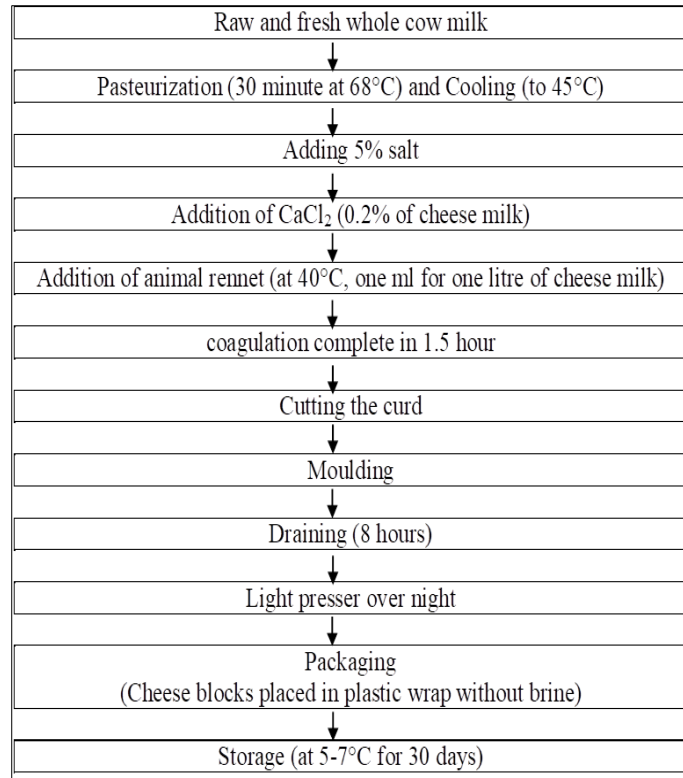 Raw and fresh whole cow milk
Pasteurization (30 minute at 68°C) and Cooling (to 45°C)
Adding 5% salt
Addition of CaCl₂ (0.2% of cheese milk)
Addition of animal rennet (at 40°C, one ml for one litre of cheese milk)
coagulation complete in 1.5 hour
Cutting the curd
Moulding
Draining (8 hours)
Light presser over night
Packaging
(Cheese blocks placed in plastic wrap without brine)
Storage (at 5-7°C for 30 days)